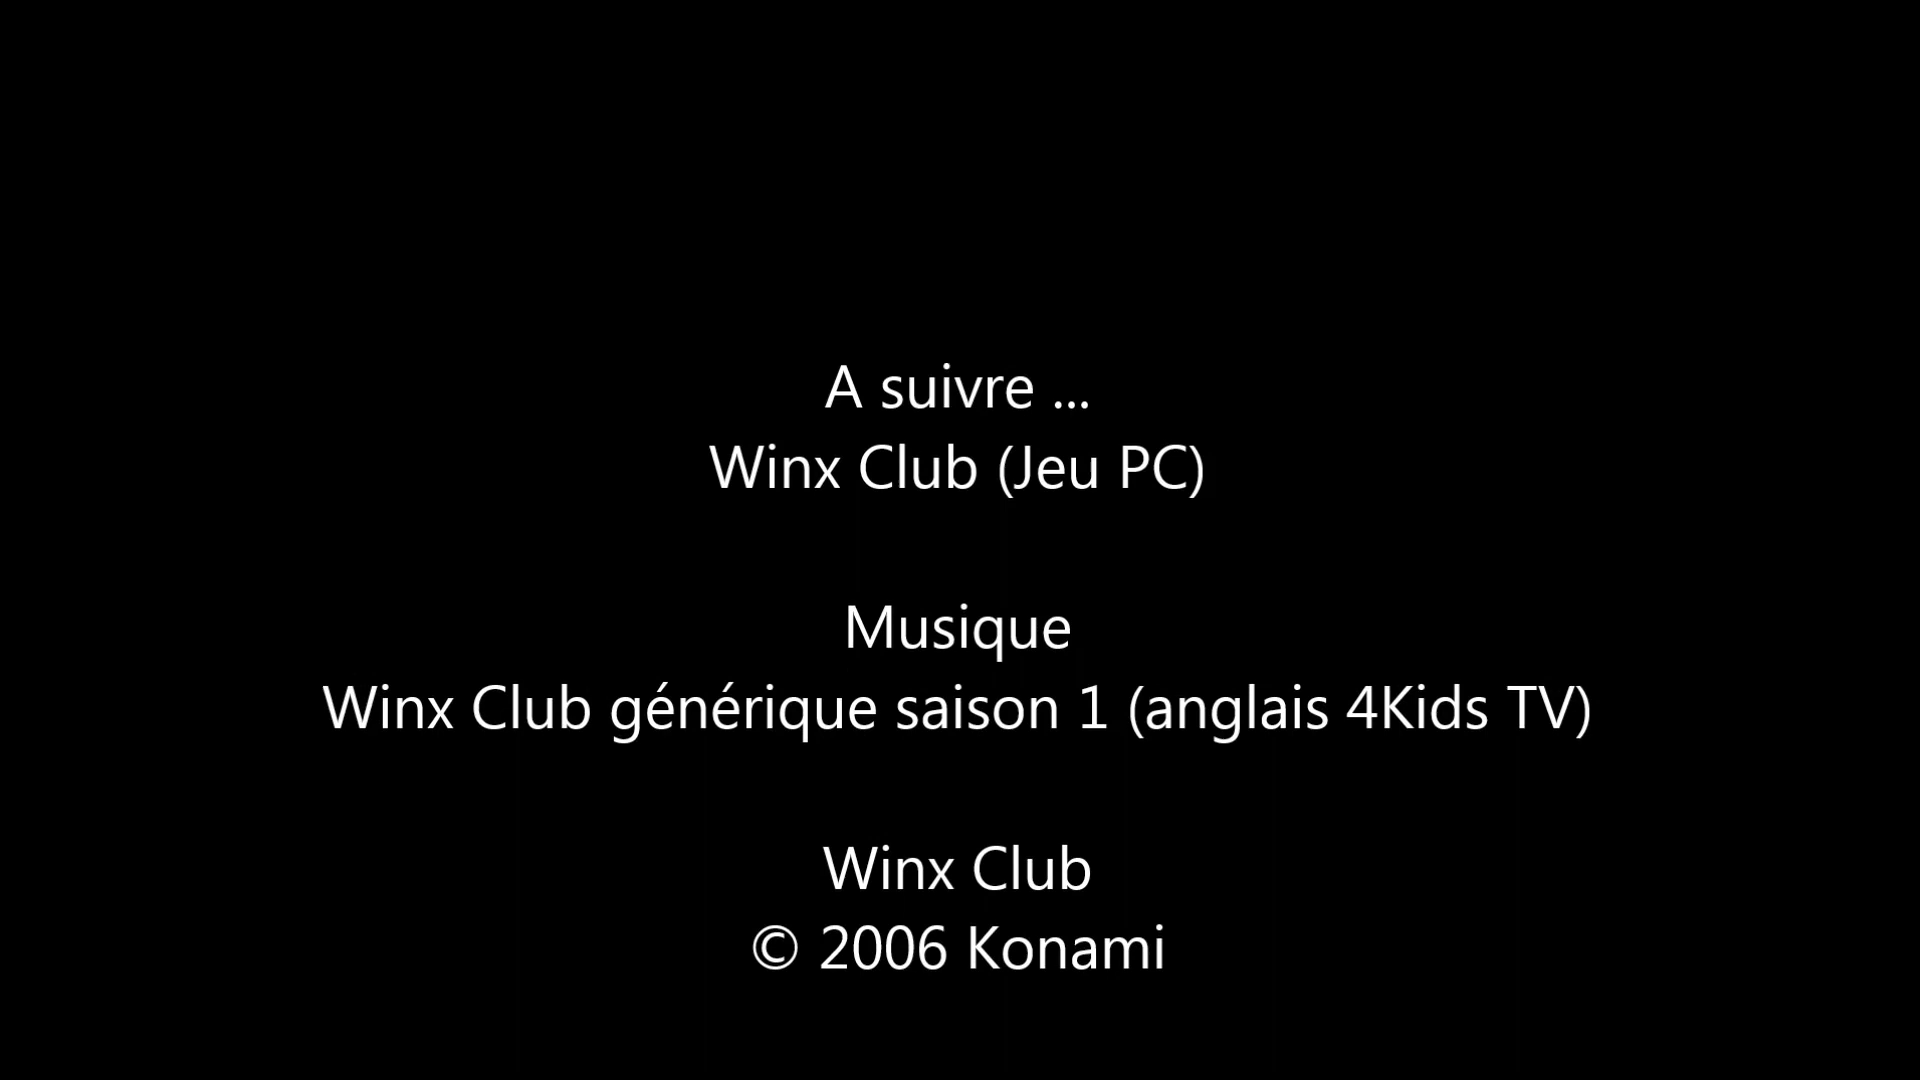 A suivre ...
Winx Club (Jeu PC)
Musique
Winx Club générique saison 1 (anglais 4Kids TV)
Winx Club
© 2006 Konami